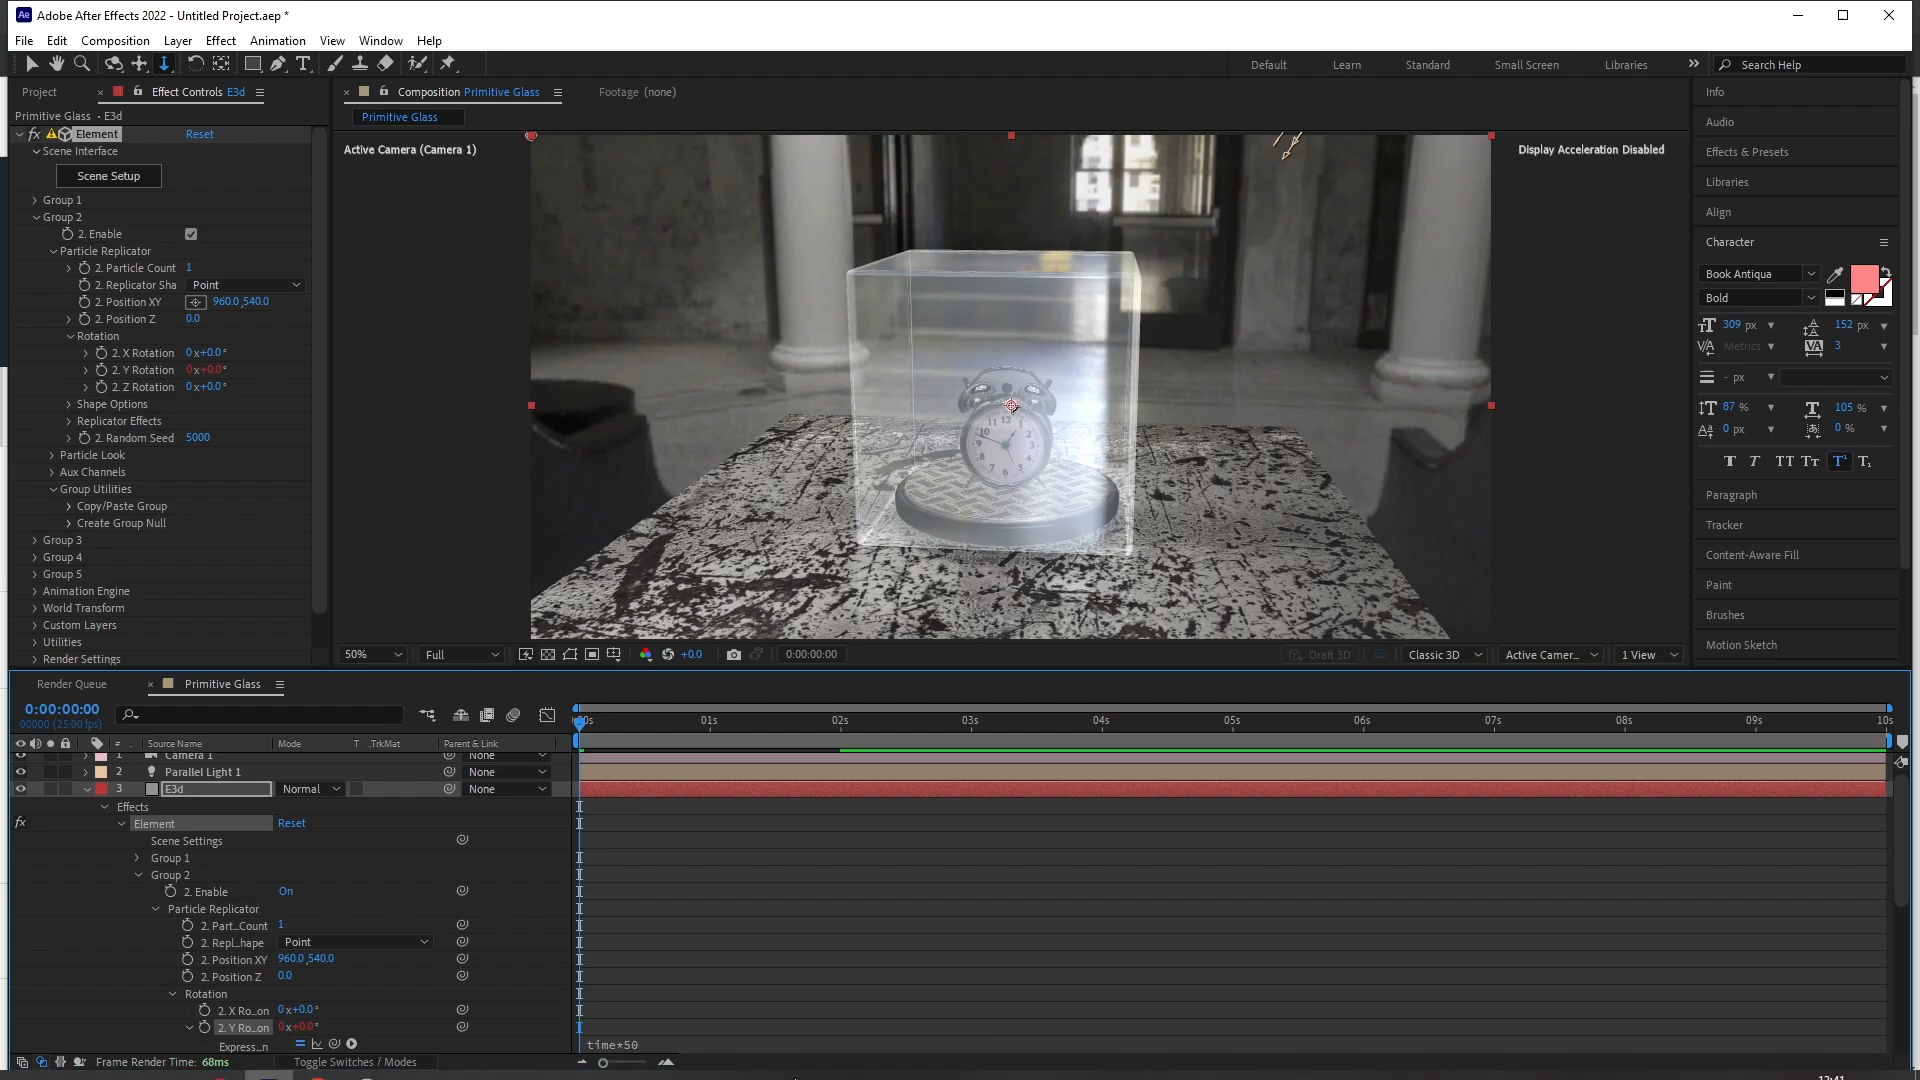 Adobe After Effects 2022 - Untitled Project.aep *
File Edit Composition Layer Effect Animation View Window Help
Default Learn Standard Small Screen Libraries Search Help
Project Effect Controls E3d
Primitive Glass • E3d
Element Reset
Scene Interface
Scene Setup
Group 1
Group 2
2. Enable
Particle Replicator
2. Particle Count 1
2. Replicator Sha Point
2. Position XY 960.0,540.0
2. Position Z 0.0
Rotation
2. X Rotation 0x+0.0°
2. Y Rotation 0x+0.0°
2. Z Rotation 0x+0.0°
Shape Options
Replicator Effects
2. Random Seed 5000
Particle Look
Aux Channels
Group Utilities
Copy/Paste Group
Create Group Null
Group 3
Group 4
Group 5
Animation Engine
World Transform
Custom Layers
Utilities
Render Settings
Composition Primitive Glass Footage (none)
Primitive Glass
Active Camera (Camera 1)
Display Acceleration Disabled
50% Full +0.0 0:00:00:00 Draft 3D Classic 3D Active Camer... 1 View
Info
Audio
Effects & Presets
Libraries
Align
Character
Book Antiqua
Bold
309 px 152 px
Metrics 3
- px
87 % 105 %
0 px 0 %
T T TT Tt T¹ T₁
Paragraph
Tracker
Content-Aware Fill
Paint
Brushes
Motion Sketch
Render Queue Primitive Glass
0:00:00:00
00000 (25.00 fps)
00s 01s 02s 03s 04s 05s 06s 07s 08s 09s 10s
# Source Name Mode T .TrkMat Parent & Link
1 Camera 1 None
2 Parallel Light 1 None
3 E3d Normal None
Effects
fx Element Reset
Scene Settings
Group 1
Group 2
2. Enable On
Particle Replicator
2. Part...Count 1
2. Repl...hape Point
2. Position XY 960.0,540.0
2. Position Z 0.0
Rotation
2. X Ro...on 0x+0.0°
2. Y Ro...on 0x+0.0°
Express...n time*50
Frame Render Time: 68ms Toggle Switches / Modes